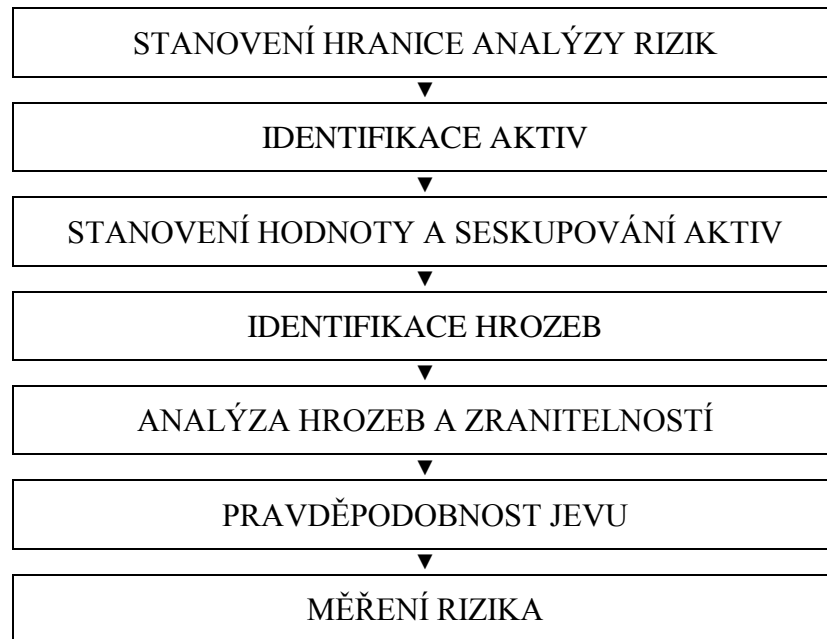 STANOVENÍ HRANICE ANALÝZY RIZIK
IDENTIFIKACE AKTIV
STANOVENÍ HODNOTY A SESKUPOVÁNÍ AKTIV
IDENTIFIKACE HROZEB
ANALÝZA HROZEB A ZRANITELNOSTÍ
PRAVDĚPODOBNOST JEVU
MĚŘENÍ RIZIKA